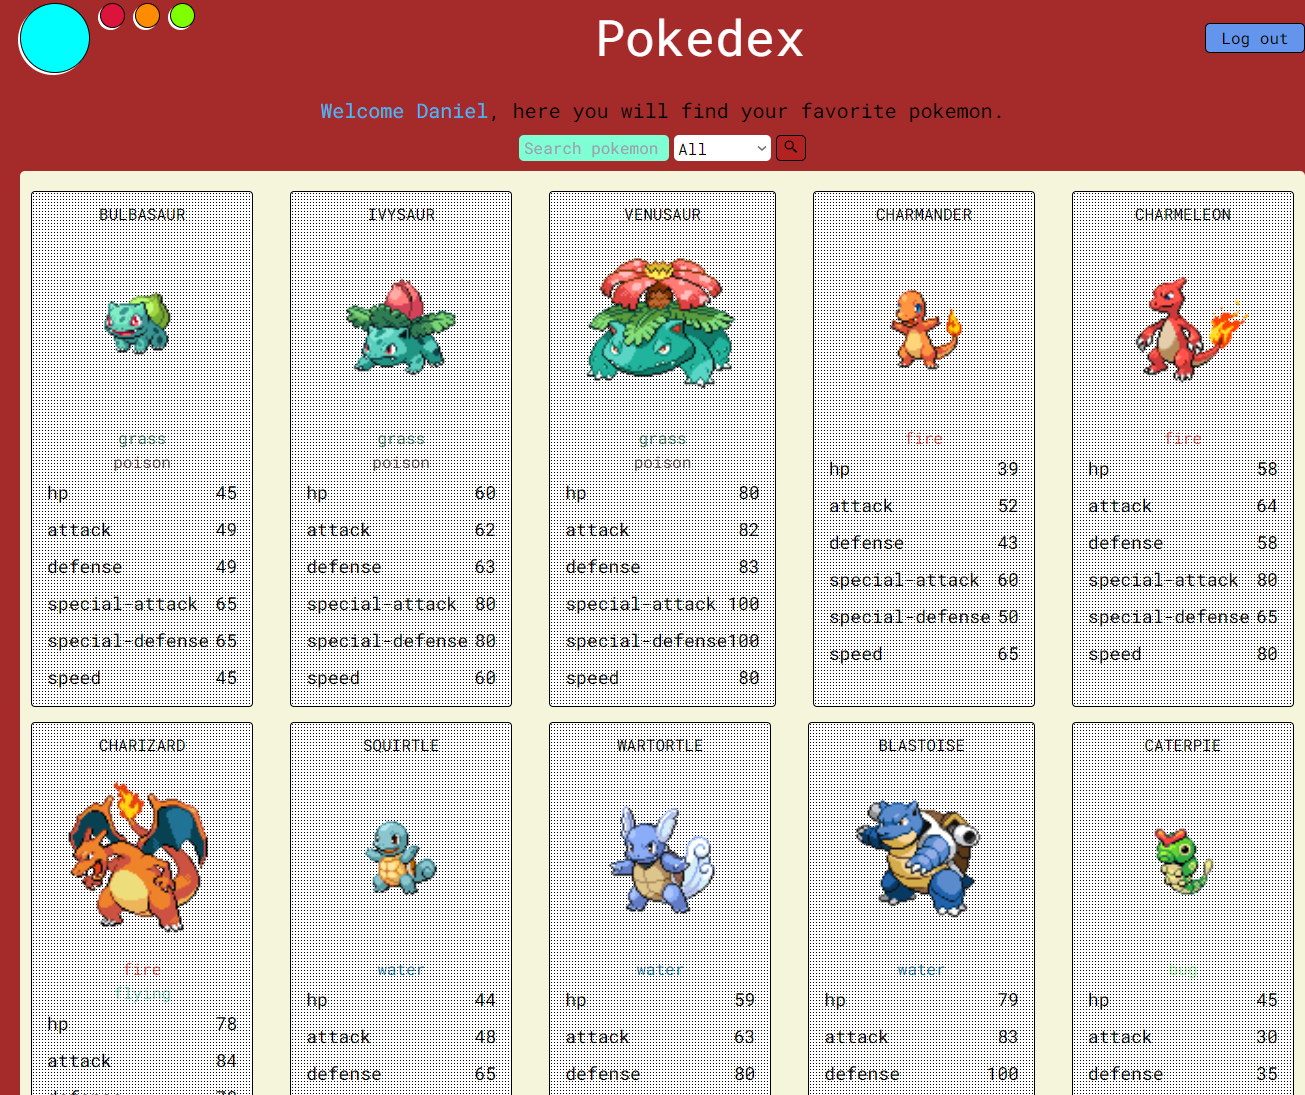 Pokedex
Log out
Welcome Daniel, here you will find your favorite pokemon.
Search pokemon All
BULBASAUR
grass
poison
hp 45
attack 49
defense 49
special-attack 65
special-defense 65
speed 45
IVYSAUR
grass
poison
hp 60
attack 62
defense 63
special-attack 80
special-defense 80
speed 60
VENUSAUR
grass
poison
hp 80
attack 82
defense 83
special-attack 100
special-defense100
speed 80
CHARMANDER
fire
hp 39
attack 52
defense 43
special-attack 60
special-defense 50
speed 65
CHARMELEON
fire
hp 58
attack 64
defense 58
special-attack 80
special-defense 65
speed 80
CHARIZARD
fire
flying
hp 78
attack 84
SQUIRTLE
water
hp 44
attack 48
defense 65
WARTORTLE
water
hp 59
attack 63
defense 80
BLASTOISE
water
hp 79
attack 83
defense 100
CATERPIE
bug
hp 45
attack 30
defense 35